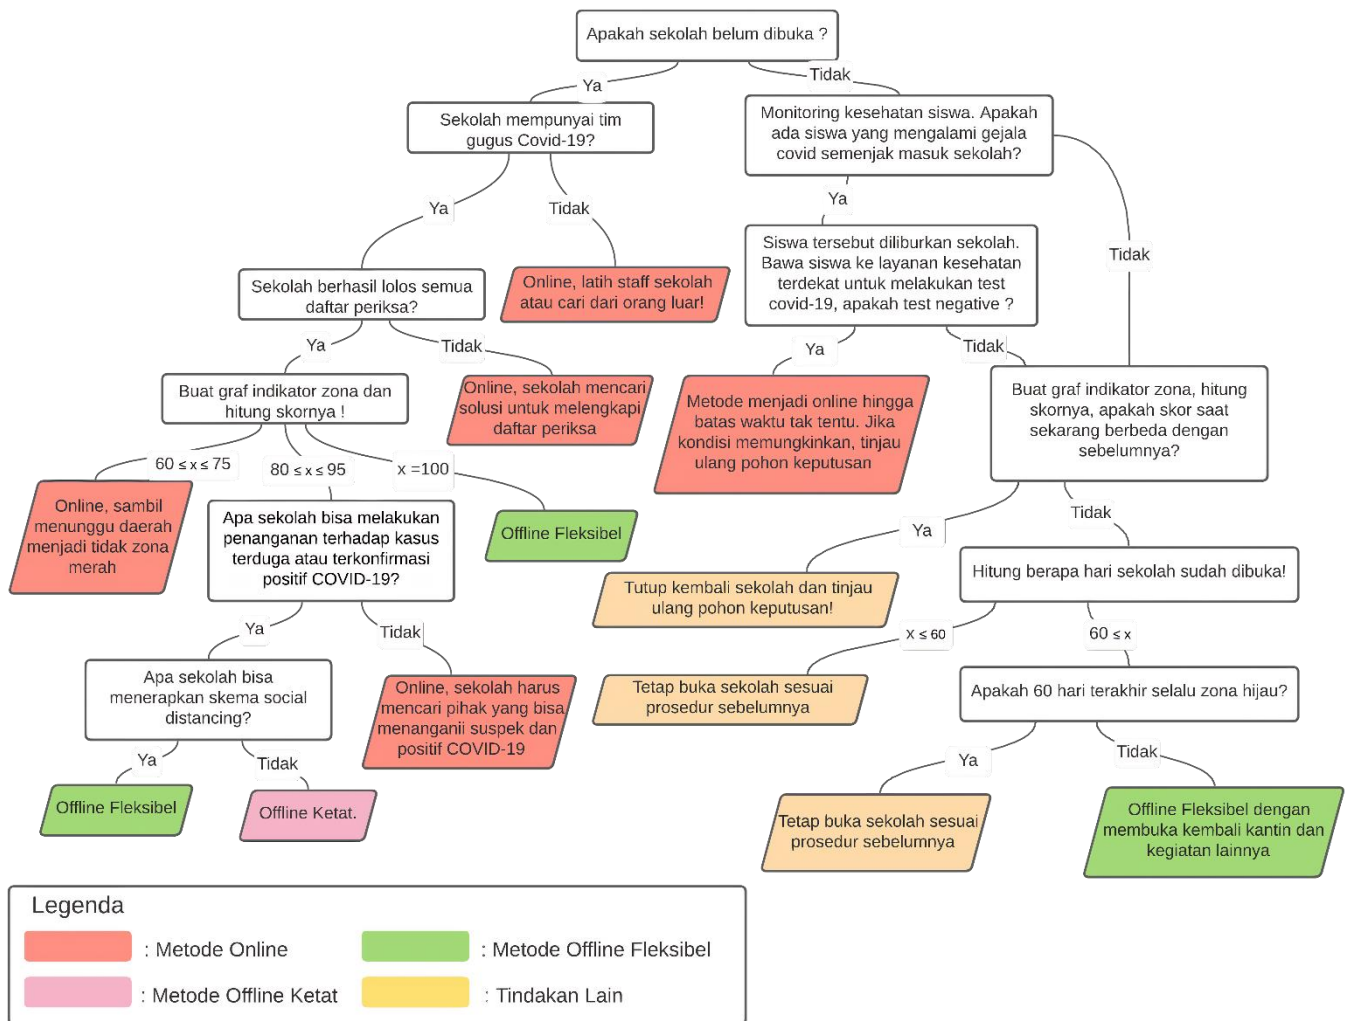 Apakah sekolah belum dibuka ?
Ya
Tidak
Sekolah mempunyai tim
gugus Covid-19?
Monitoring kesehatan siswa. Apakah
ada siswa yang mengalami gejala
covid semenjak masuk sekolah?
Ya
Tidak
Ya
Tidak
Siswa tersebut diliburkan sekolah.
Bawa siswa ke layanan kesehatan
terdekat untuk melakukan test
covid-19, apakah test negative ?
Sekolah berhasil lolos semua
daftar periksa?
Online, latih staff sekolah
atau cari dari orang luar!
Ya
Tidak
Ya
Tidak
Buat graf indikator zona dan
hitung skornya !
Online, sekolah mencari
solusi untuk melengkapi
daftar periksa
Metode menjadi online hingga
batas waktu tak tentu. Jika
kondisi memungkinkan, tinjau
ulang pohon keputusan
Buat graf indikator zona, hitung
skornya, apakah skor saat
sekarang berbeda dengan
sebelumnya?
60 ≤ x ≤ 75
80 ≤ x ≤ 95
x =100
Online, sambil
menunggu daerah
menjadi tidak zona
merah
Apa sekolah bisa melakukan
penanganan terhadap kasus
terduga atau terkonfirmasi
positif COVID-19?
Offline Fleksibel
Ya
Tidak
Tutup kembali sekolah dan tinjau
ulang pohon keputusan!
Hitung berapa hari sekolah sudah dibuka!
Ya
Tidak
x ≤ 60
60 ≤ x
Apa sekolah bisa
menerapkan skema social
distancing?
Online, sekolah harus
mencari pihak yang bisa
menanganii suspek dan
positif COVID-19
Tetap buka sekolah sesuai
prosedur sebelumnya
Apakah 60 hari terakhir selalu zona hijau?
Ya
Tidak
Ya
Tidak
Offline Fleksibel
Offline Ketat.
Tetap buka sekolah sesuai
prosedur sebelumnya
Offline Fleksibel dengan
membuka kembali kantin dan
kegiatan lainnya
Legenda
: Metode Online
: Metode Offline Fleksibel
: Metode Offline Ketat
: Tindakan Lain